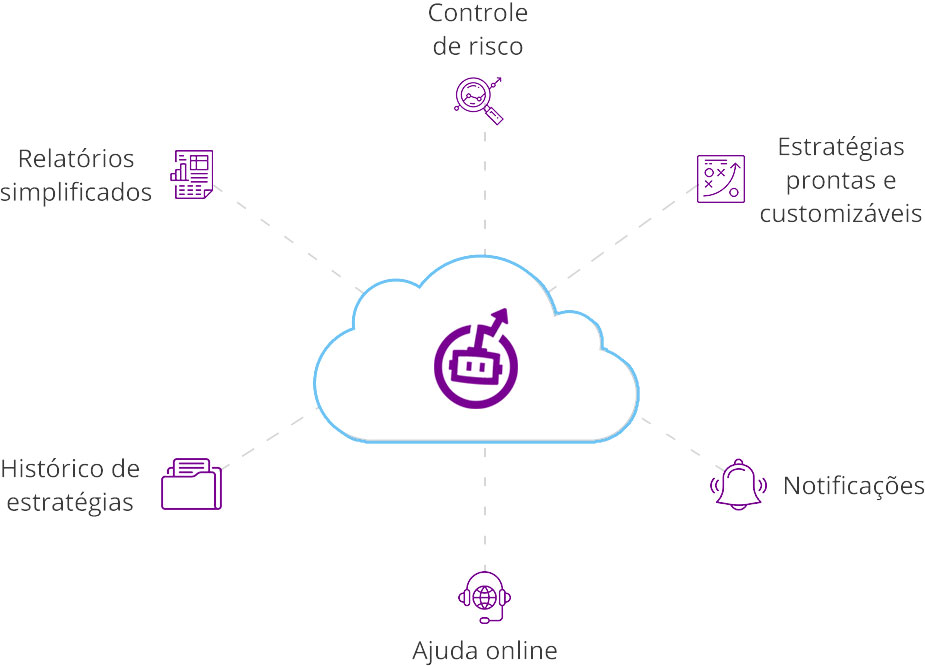 Controle
de risco
Relatórios
simplificados
Estratégias
prontas e
customizáveis
Histórico de
estratégias
Notificações
Ajuda online